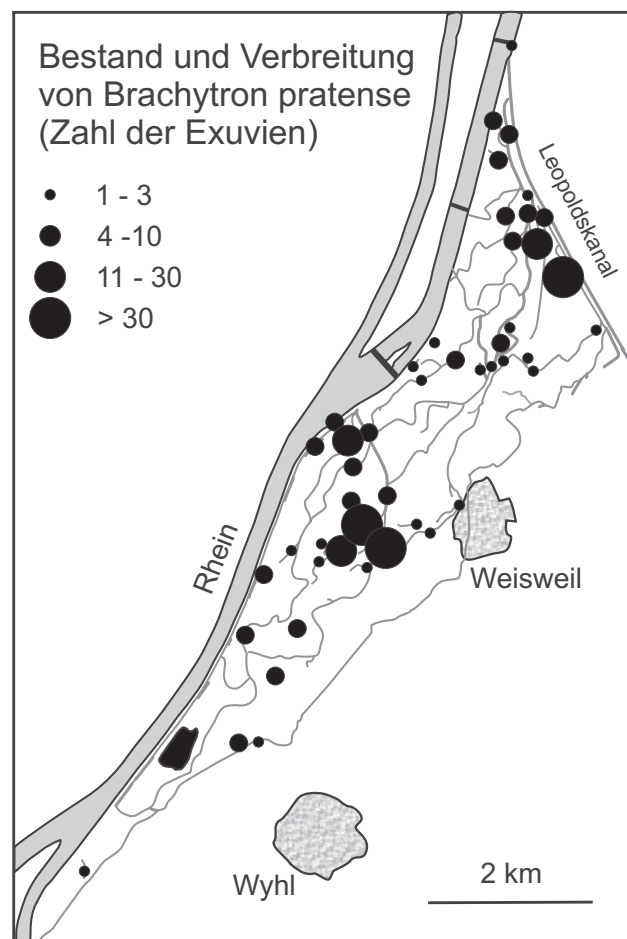 Bestand und Verbreitung
von Brachytron pratense
(Zahl der Exuvien)
1 - 3
4 -10
11 - 30
> 30
Leopoldskanal
Rhein
Weisweil
Wyhl
2 km